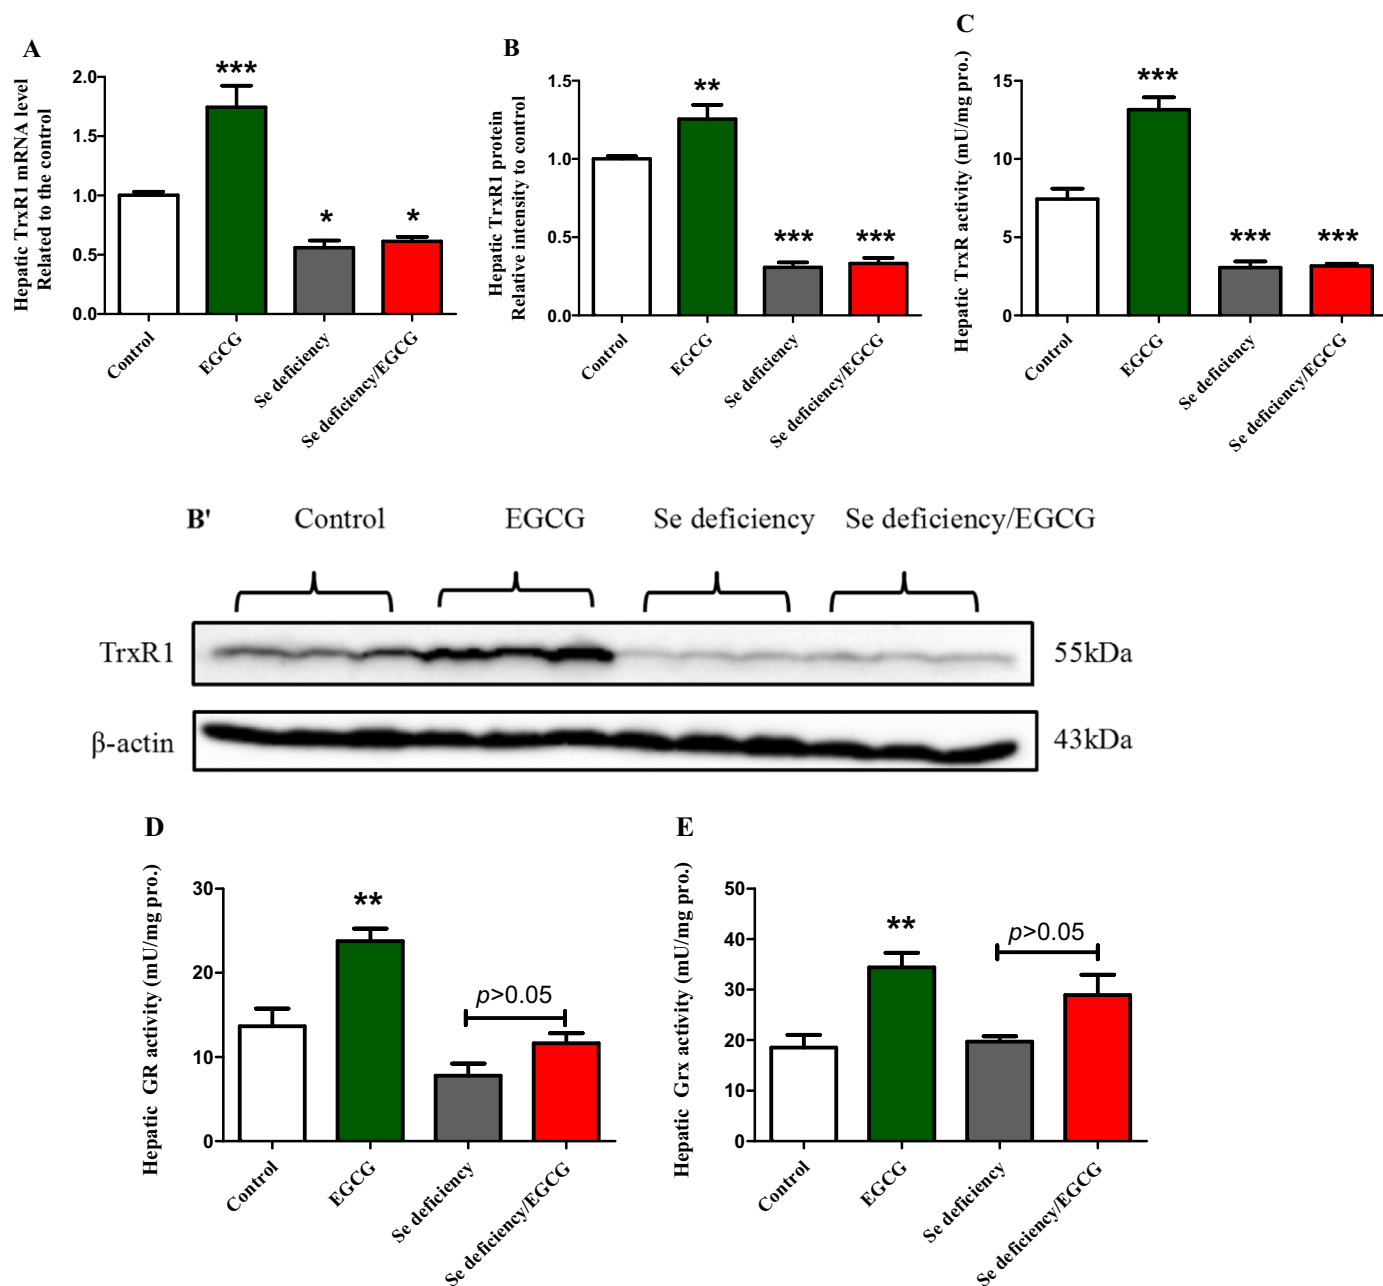 A
Hepatic TrxR1 mRNA level
Related to the control
2.0
1.5
1.0
0.5
0.0
***
*
*
Control
EGCG
Se deficiency
Se deficiency/EGCG
B
Hepatic TrxR1 protein
Relative intensity to control
1.5
1.0
0.5
0.0
**
***
***
Control
EGCG
Se deficiency
Se deficiency/EGCG
C
Hepatic TrxR activity (mU/mg pro.)
15
10
5
0
***
***
***
Control
EGCG
Se deficiency
Se deficiency/EGCG
B'
Control
EGCG
Se deficiency
Se deficiency/EGCG
TrxR1
55kDa
β-actin
43kDa
D
Hepatic GR activity (mU/mg pro.)
30
20
10
0
**
p>0.05
Control
EGCG
Se deficiency
Se deficiency/EGCG
E
Hepatic Grx activity (mU/mg pro.)
50
40
30
20
10
0
**
p>0.05
Control
EGCG
Se deficiency
Se deficiency/EGCG